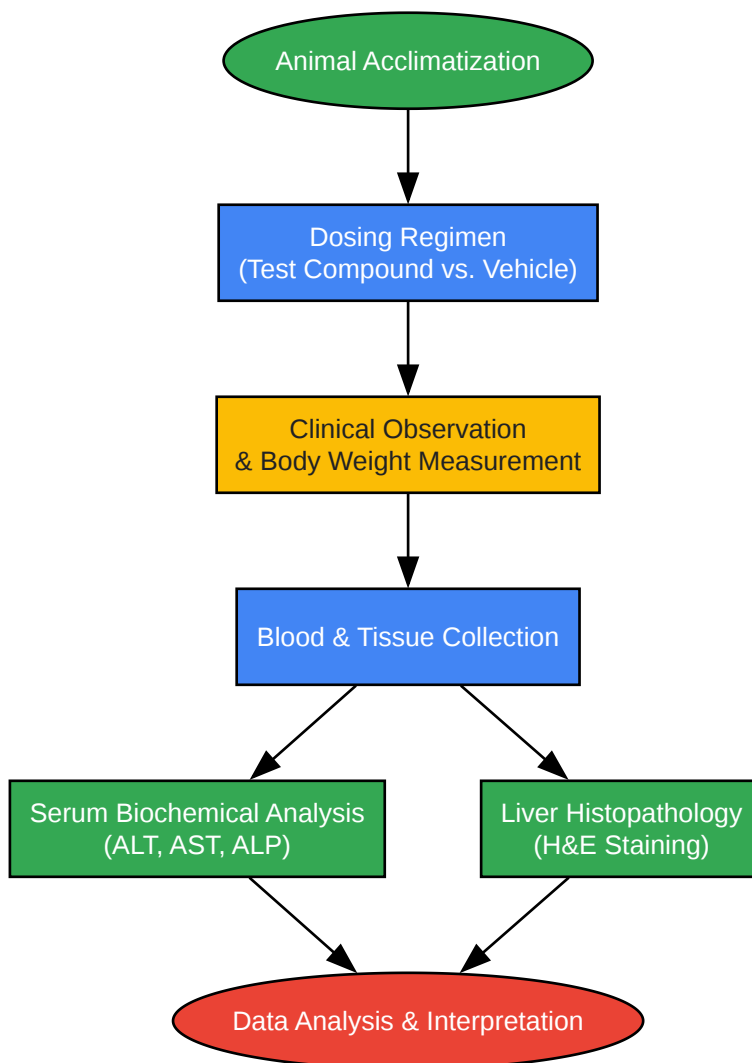 Animal Acclimatization
Dosing Regimen
(Test Compound vs. Vehicle)
Clinical Observation
& Body Weight Measurement
Blood & Tissue Collection
Serum Biochemical Analysis
(ALT, AST, ALP)
Liver Histopathology
(H&E Staining)
Data Analysis & Interpretation